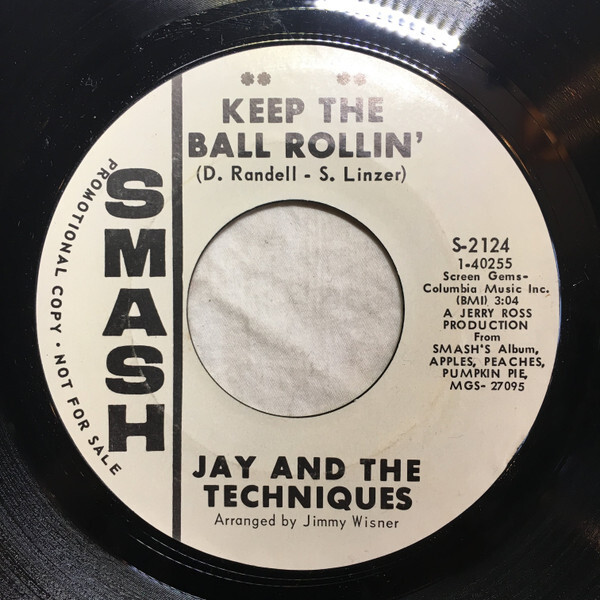 KEEP THE
BALL ROLLIN'
(D. Randell - S. Linzer)
SMASH
PROMOTIONAL COPY • NOT FOR SALE
S-2124
1-40255
Screen Gems-
Columbia Music Inc.
(BMI) 3:04
A JERRY ROSS
PRODUCTION
From
SMASH'S Album,
APPLES, PEACHES,
PUMPKIN PIE,
MGS- 27095
JAY AND THE
TECHNIQUES
Arranged by Jimmy Wisner